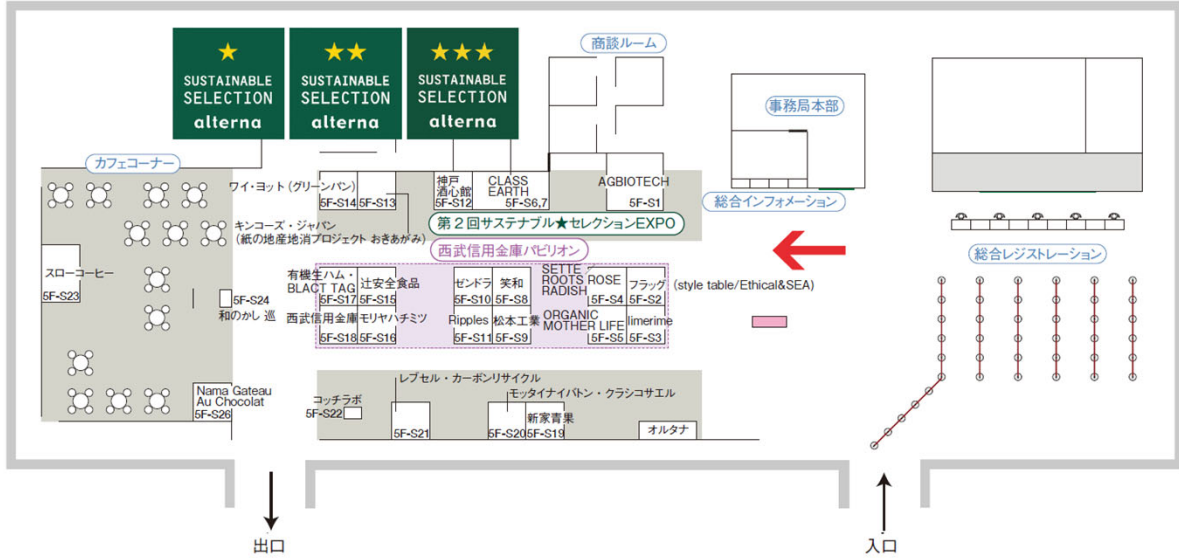 ★
SUSTAINABLE
SELECTION
alterna
★★
SUSTAINABLE
SELECTION
alterna
★★★
SUSTAINABLE
SELECTION
alterna
商談ルーム
事務局本部
総合インフォメーション
総合レジストレーション
カフェコーナー
ワイ・ヨット(グリーンパン)
5F-S14
5F-S13
神戸
酒心館
5F-S12
CLASS
EARTH
5F-S6,7
AGBIOTECH
5F-S1
キンコーズ・ジャパン
(紙の地産地消プロジェクト おきあがみ)
第2回サステナブル★セレクションEXPO
西武信用金庫パビリオン
スローコーヒー
5F-S23
5F-S24
和のかし 巡
有機生ハム・
BLACT TAG
5F-S17
辻安全食品
5F-S15
ゼンドラ
5F-S10
笑和
5F-S8
SETTE
ROOTS
RADISH
ROSE
5F-S4
フラッグ
5F-S2
(style table/Ethical&SEA)
西武信用金庫
5F-S18
モリヤハチミツ
5F-S16
Ripples
5F-S11
松本工業
5F-S9
ORGANIC
MOTHER LIFE
5F-S5
limerime
5F-S3
Nama Gateau
Au Chocolat
5F-S26
コッチラボ
5F-S22
レプセル・カーボンリサイクル
5F-S21
モッタイナイバトン・クラシコサエル
5F-S20
新家青果
5F-S19
オルタナ
出口
入口